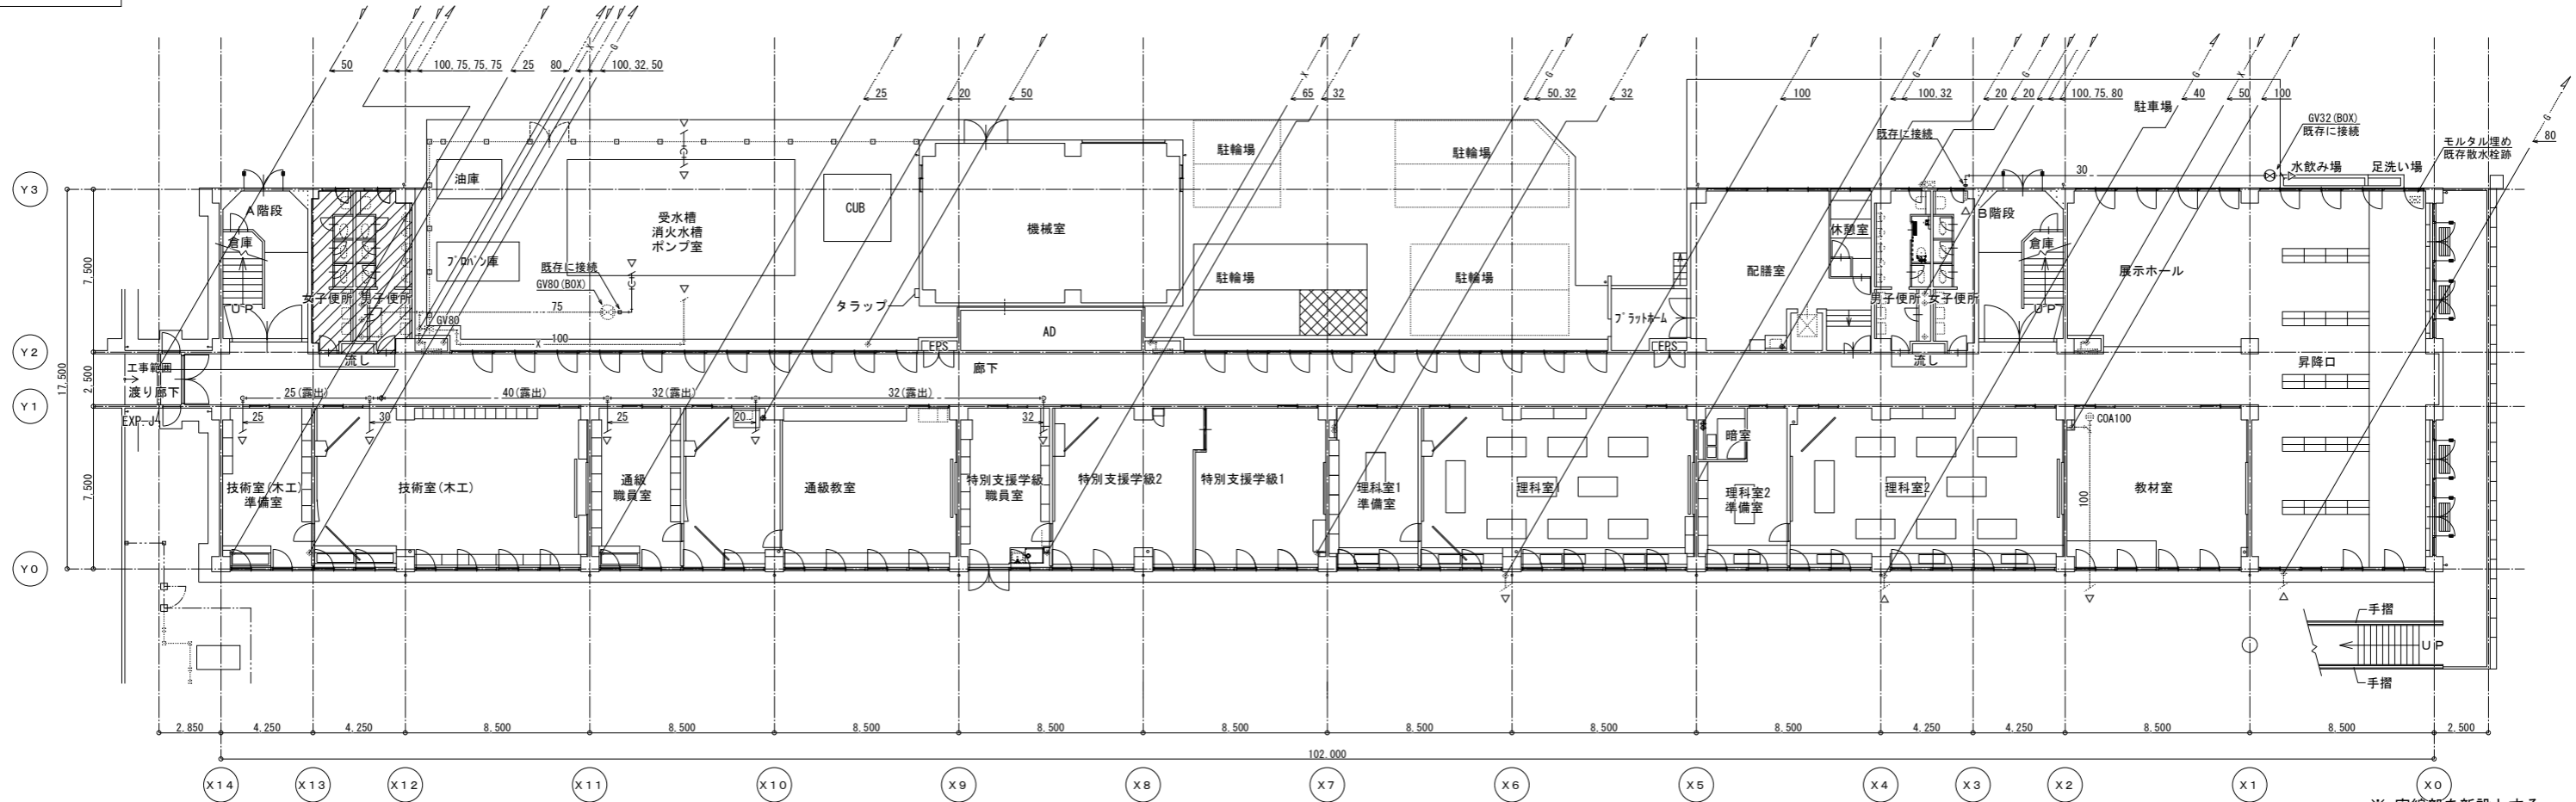 50
100.75.75.75
25
80
X
G
100.32.50
25
20
50
X
65
32
G
50.32
32
100
G
100.32
G
20
20
100.75.80
駐車場
G
40
X
50
100
G
80
GV32(BOX)
既存に接続
モルタル埋め
既存散水栓跡
既存に接続
30
水飲み場
足洗い場
Y3
Y2
Y1
Y0
7.500
2.500
7.500
17.500
A階段
倉庫
UP
女子便所
男子便所
流し
油庫
プロパン庫
受水槽
消火水槽
ポンプ室
CUB
機械室
既存に接続
GV80(BOX)
75
GV80
X
100
タラップ
AD
EPS
駐輪場
駐輪場
駐輪場
駐輪場
プラットホーム
EPS
配膳室
休憩室
男子便所
女子便所
流し
B階段
倉庫
UP
展示ホール
昇降口
工事範囲
渡り廊下
EXP.J
廊下
25(露出)
40(露出)
32(露出)
32(露出)
25
30
25
20
32
COA100
100
技術室(木工)
準備室
技術室(木工)
通級
職員室
通級教室
特別支援学級
職員室
特別支援学級2
特別支援学級1
理科室1
準備室
理科室1
暗室
理科室2
準備室
理科室2
教材室
手摺
UP
手摺
2.850
4.250
4.250
8.500
8.500
8.500
8.500
8.500
8.500
8.500
8.500
4.250
4.250
8.500
8.500
2.500
102.000
X14
X13
X12
X11
X10
X9
X8
X7
X6
X5
X4
X3
X2
X1
X0